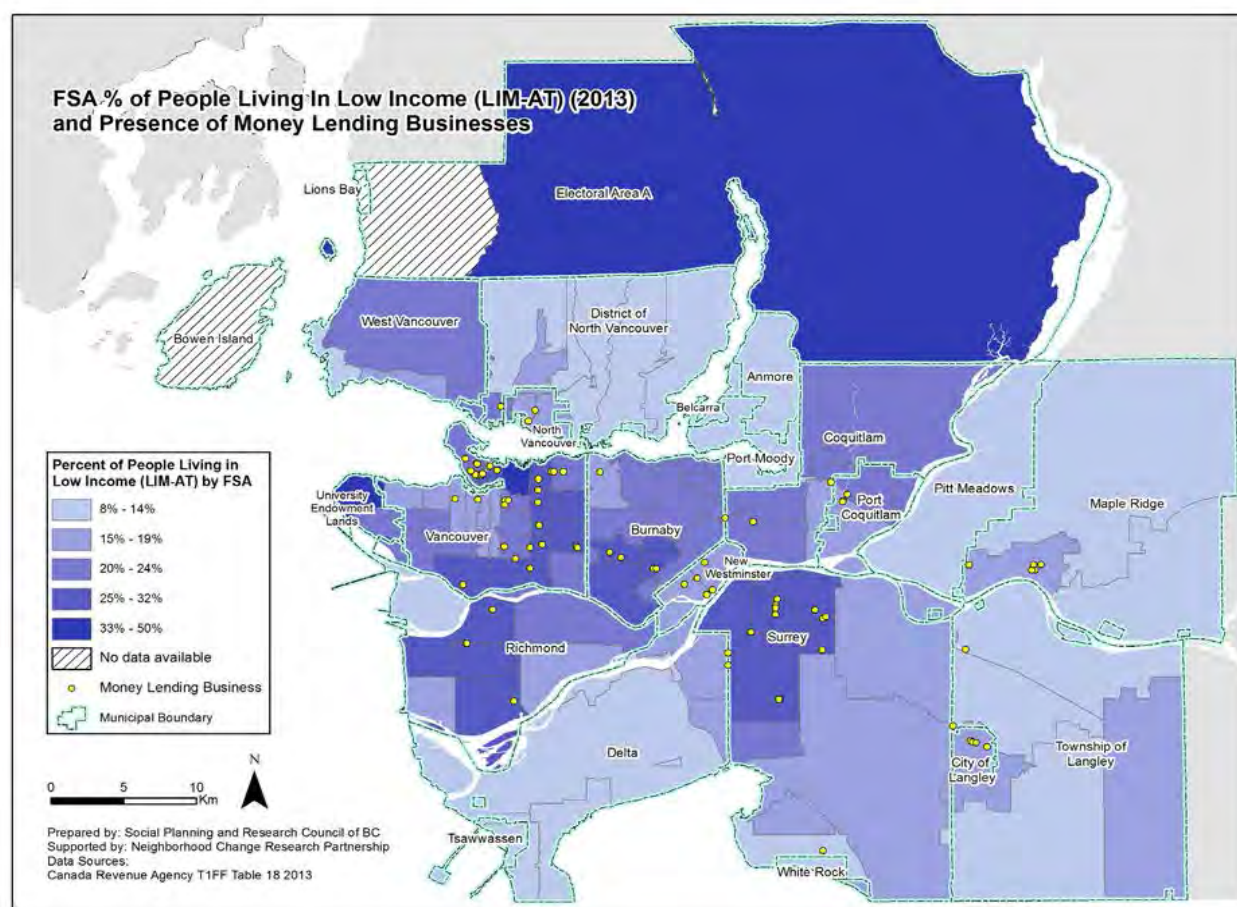 FSA % of People Living In Low Income (LIM-AT) (2013)
and Presence of Money Lending Businesses
Lions Bay
Electoral Area A
Bowen Island
West Vancouver
District of
North Vancouver
Anmore
Belcarra
North
Vancouver
Port Moody
Coquitlam
Port
Coquitlam
Pitt Meadows
Maple Ridge
University
Endowment
Lands
Vancouver
Burnaby
New
Westminster
Richmond
Surrey
Delta
City of
Langley
Township of
Langley
Tsawwassen
White Rock
Percent of People Living in
Low Income (LIM-AT) by FSA
8% - 14%
15% - 19%
20% - 24%
25% - 32%
33% - 50%
No data available
Money Lending Business
Municipal Boundary
N
0 5 10
Km
Prepared by: Social Planning and Research Council of BC
Supported by: Neighborhood Change Research Partnership
Data Sources:
Canada Revenue Agency T1FF Table 18 2013